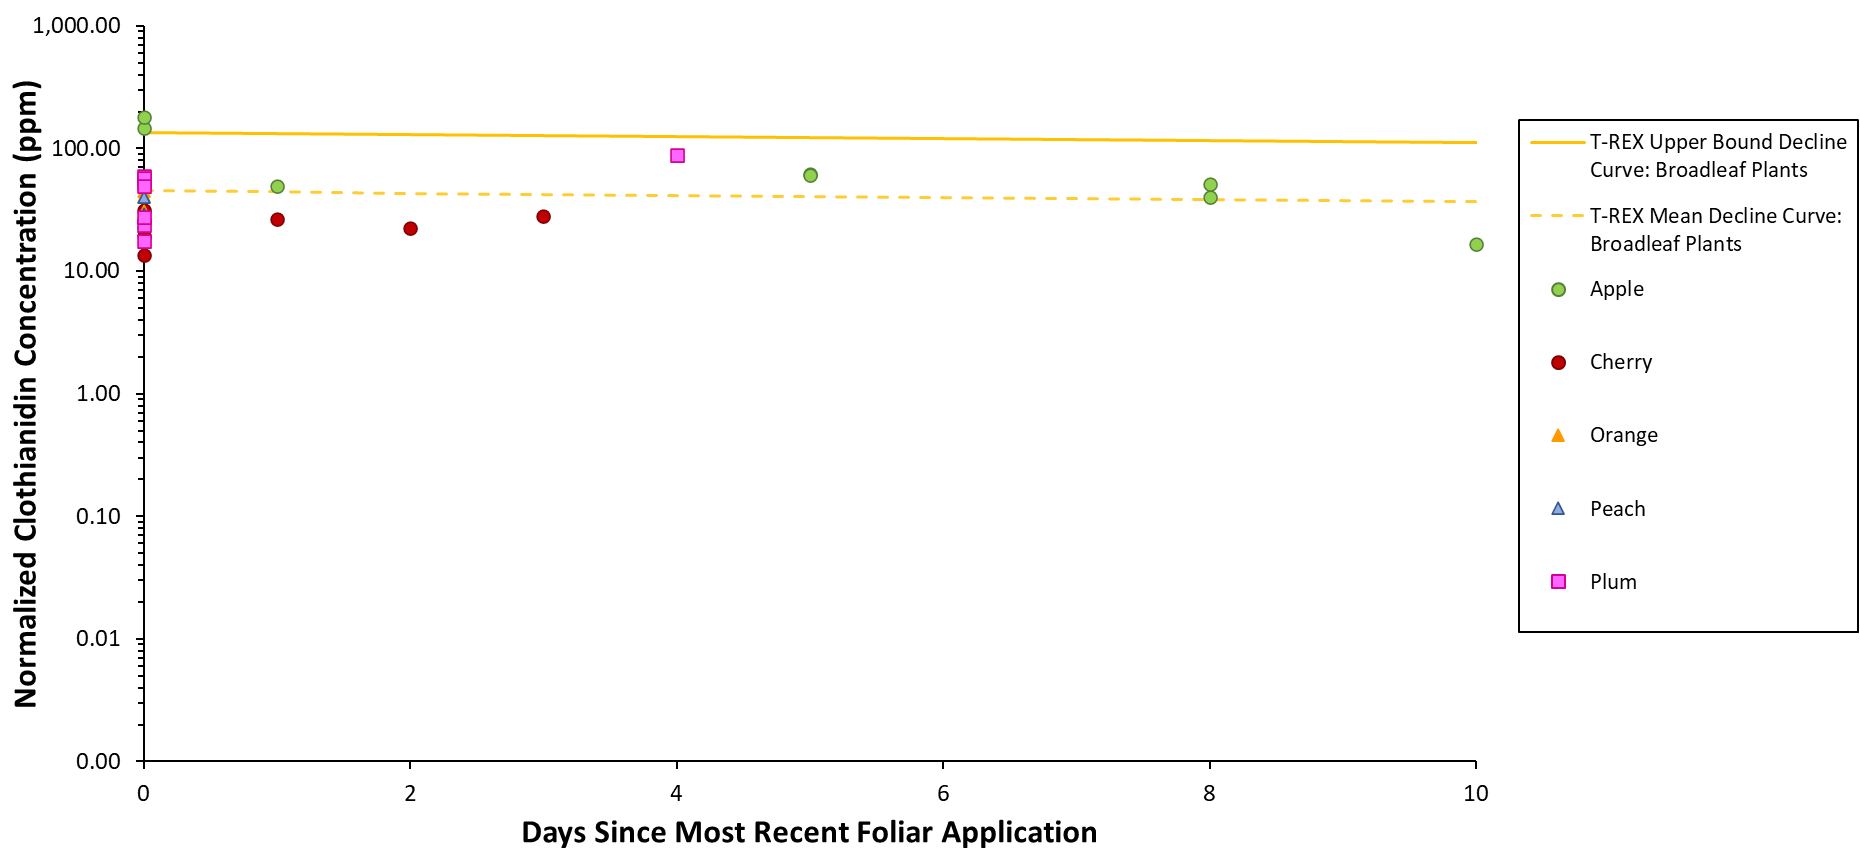 1,000.00
100.00
10.00
1.00
0.10
0.01
0.00
Normalized Clothianidin Concentration (ppm)
0
2
4
6
8
10
Days Since Most Recent Foliar Application
T-REX Upper Bound Decline
Curve: Broadleaf Plants
T-REX Mean Decline Curve:
Broadleaf Plants
Apple
Cherry
Orange
Peach
Plum